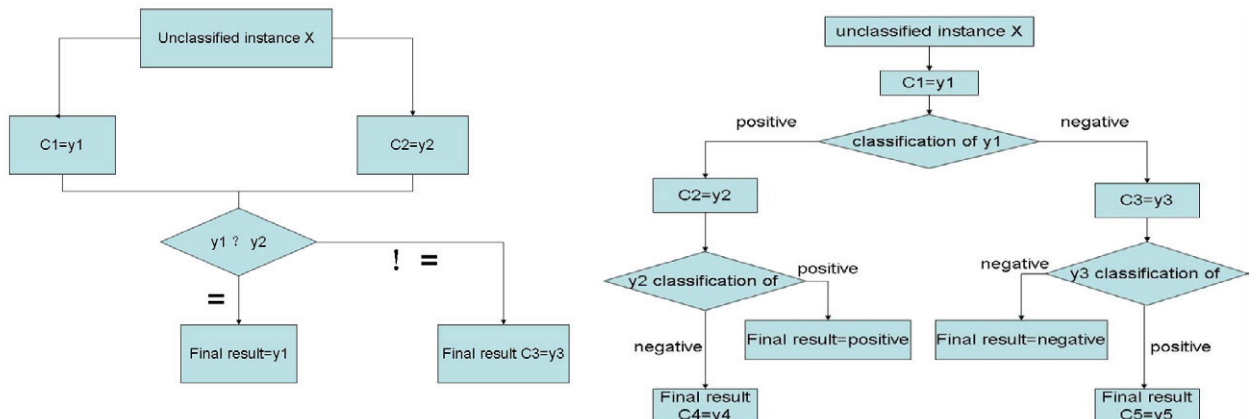 Unclassified instance X
C1=y1
C2=y2
y1 ? y2
! =
=
Final result=y1
Final result C3=y3
unclassified instance X
C1=y1
positive
negative
classification of y1
C2=y2
C3=y3
y2 classification of
positive
negative
y3 classification of
Final result=positive
Final result=negative
negative
positive
Final result
C4=y4
Final result
C5=y5